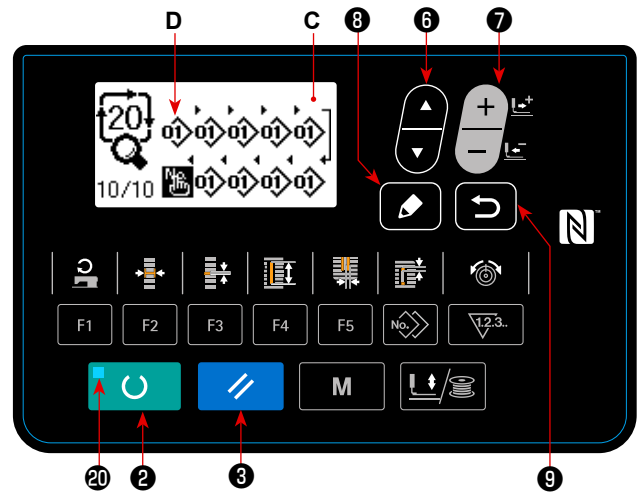 D C ❽ ❻ ❼
20 01 01 01 01 01
10/10 No. 01 01 01 01
+
−
N™
F1 F2 F3 F4 F5 No. 1.2.3..
M
⓴ ❷ ❸ ❾